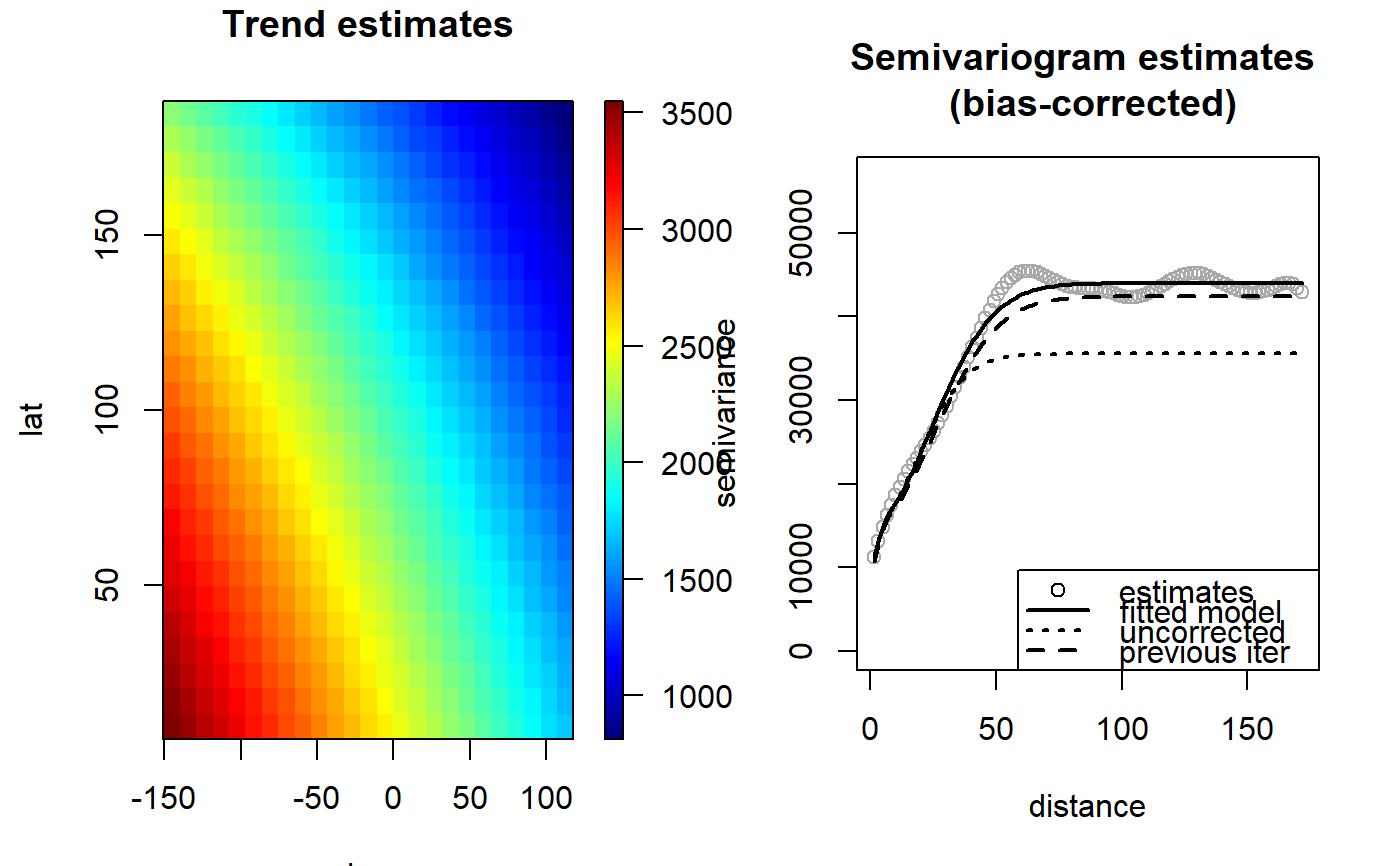 Trend estimates
lat
150
100
50
-150
-50
0
50
100
3500
3000
2500
2000
1500
1000
Semivariogram estimates
(bias-corrected)
semivariance
50000
30000
10000
0
estimates
fitted model
uncorrected
previous iter
0
50
100
150
distance